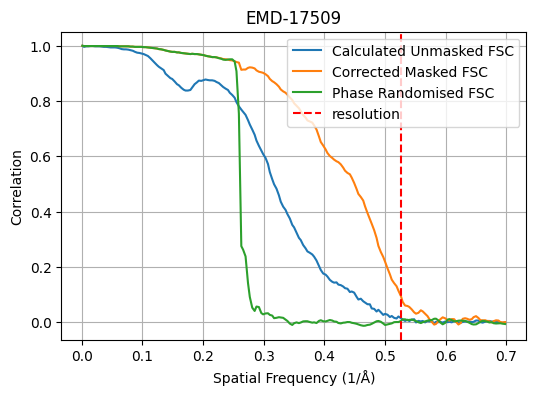 EMD-17509
Calculated Unmasked FSC
Corrected Masked FSC
Phase Randomised FSC
resolution
Correlation
1.0
0.8
0.6
0.4
0.2
0.0
0.0 0.1 0.2 0.3 0.4 0.5 0.6 0.7
Spatial Frequency (1/Å)